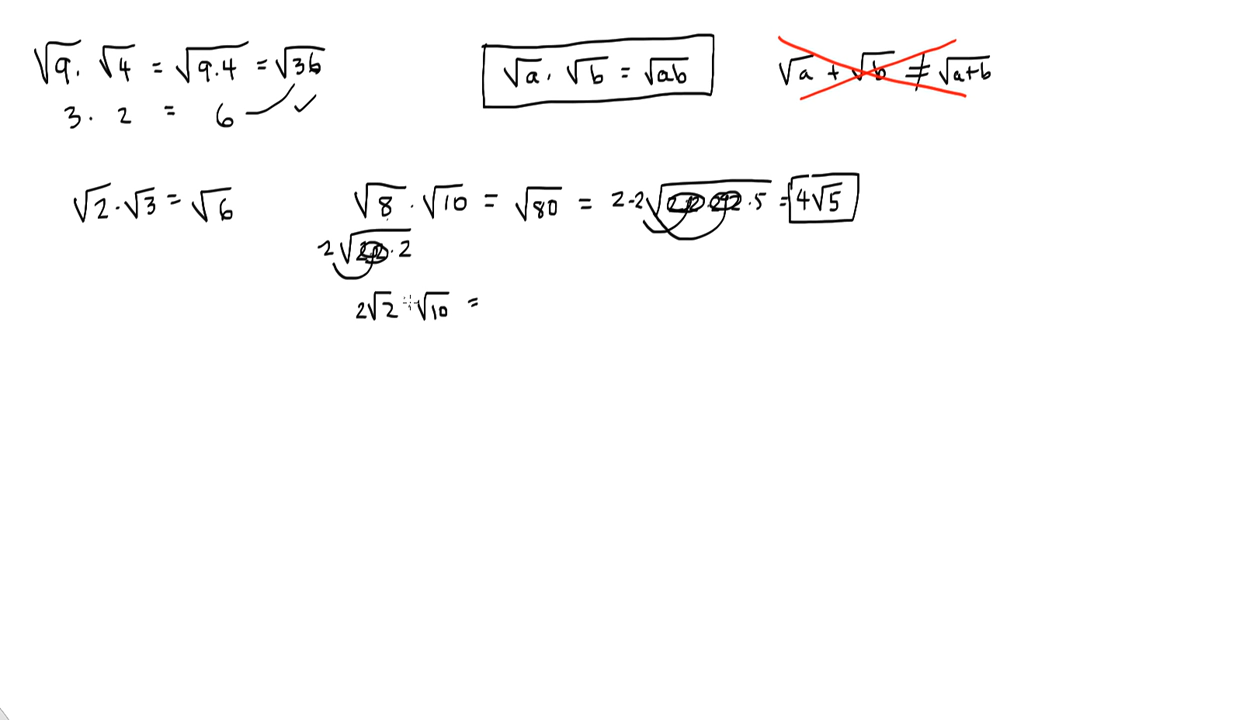 √9 · √4 = √9.4 = √36
3 · 2 = 6 ✓
√a · √b = √ab
√a + √b ≠ √a+b
√2 · √3 = √6
√8 · √10 = √80 = 2·2√2·2·2·2·5 = 4√5
2√2·2·2
2√2 · √10 =